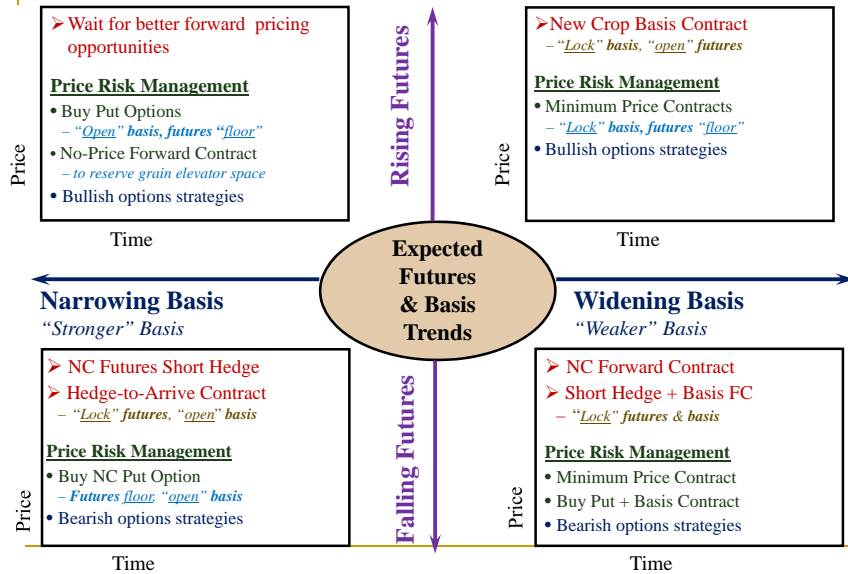 ➢ Wait for better forward pricing
opportunities
Price Risk Management
• Buy Put Options
– “Open” basis, futures “floor”
• No-Price Forward Contract
– to reserve grain elevator space
• Bullish options strategies
Price
Time
Rising Futures
➢ New Crop Basis Contract
– “Lock” basis, “open” futures
Price Risk Management
• Minimum Price Contracts
– “Lock” basis, futures “floor”
• Bullish options strategies
Price
Time
Expected
Futures
& Basis
Trends
Narrowing Basis
“Stronger” Basis
Widening Basis
“Weaker” Basis
➢ NC Futures Short Hedge
➢ Hedge-to-Arrive Contract
– “Lock” futures, “open” basis
Price Risk Management
• Buy NC Put Option
– Futures floor, “open” basis
• Bearish options strategies
Price
Time
Falling Futures
➢ NC Forward Contract
➢ Short Hedge + Basis FC
– “Lock” futures & basis
Price Risk Management
• Minimum Price Contract
• Buy Put + Basis Contract
• Bearish options strategies
Price
Time